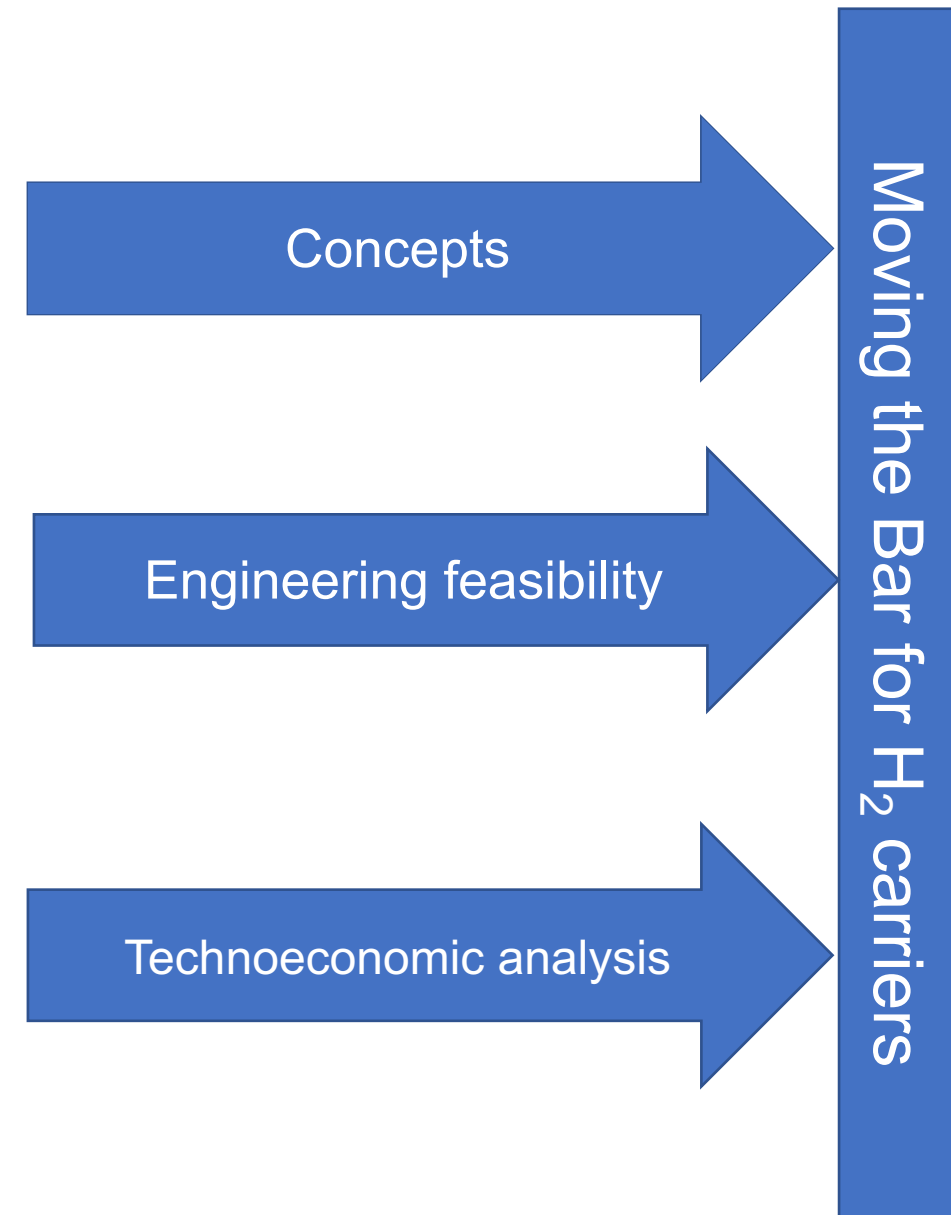 Concepts
Engineering feasibility
Technoeconomic analysis
Moving the Bar for H₂ carriers